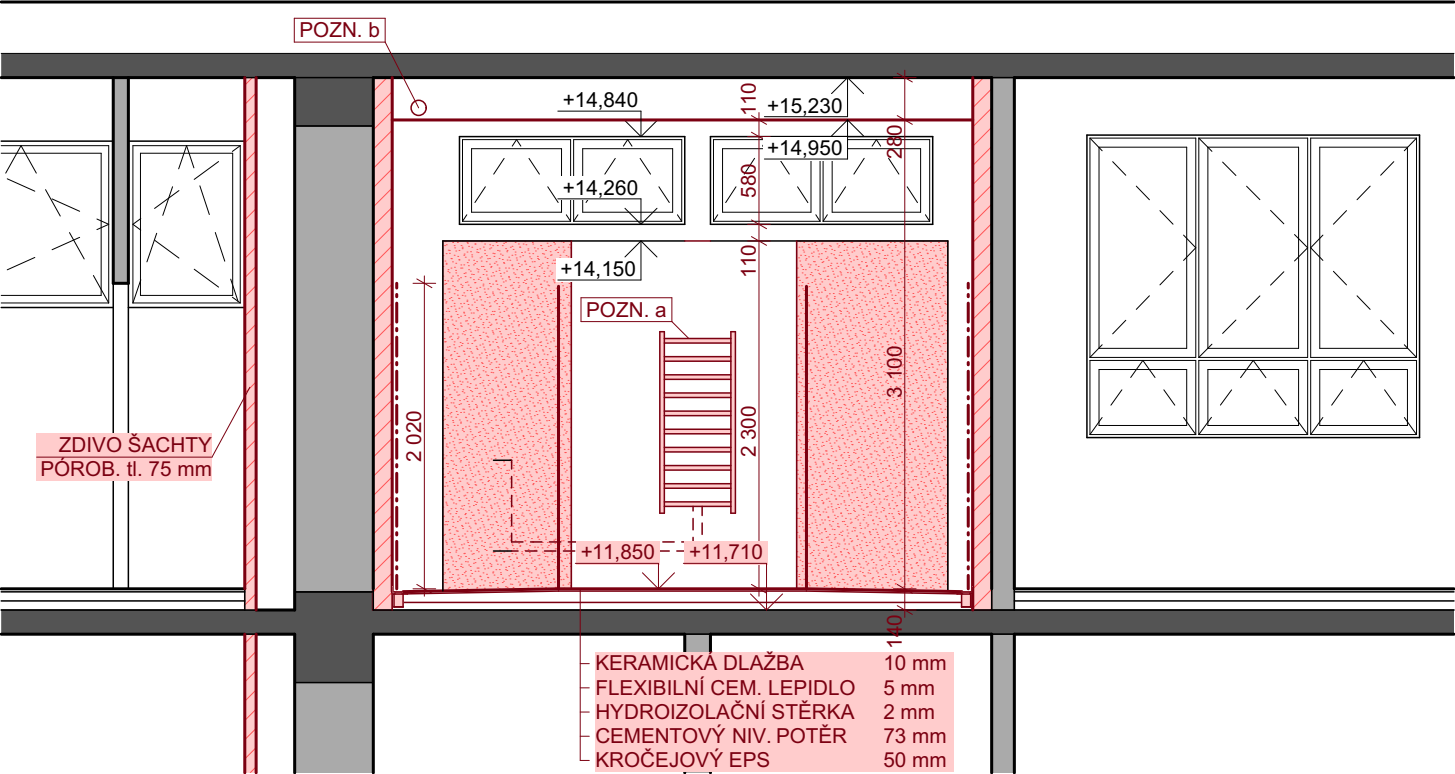 POZN. b
+14,840
110
+15,230
280
+14,950
580
+14,260
110
+14,150
POZN. a
3 100
2 020
2 300
ZDIVO ŠACHTY
PÓROB. tl. 75 mm
+11,850
+11,710
140
KERAMICKÁ DLAŽBA 10 mm
FLEXIBILNÍ CEM. LEPIDLO 5 mm
HYDROIZOLAČNÍ STĚRKA 2 mm
CEMENTOVÝ NIV. POTĚR 73 mm
KROČEJOVÝ EPS 50 mm